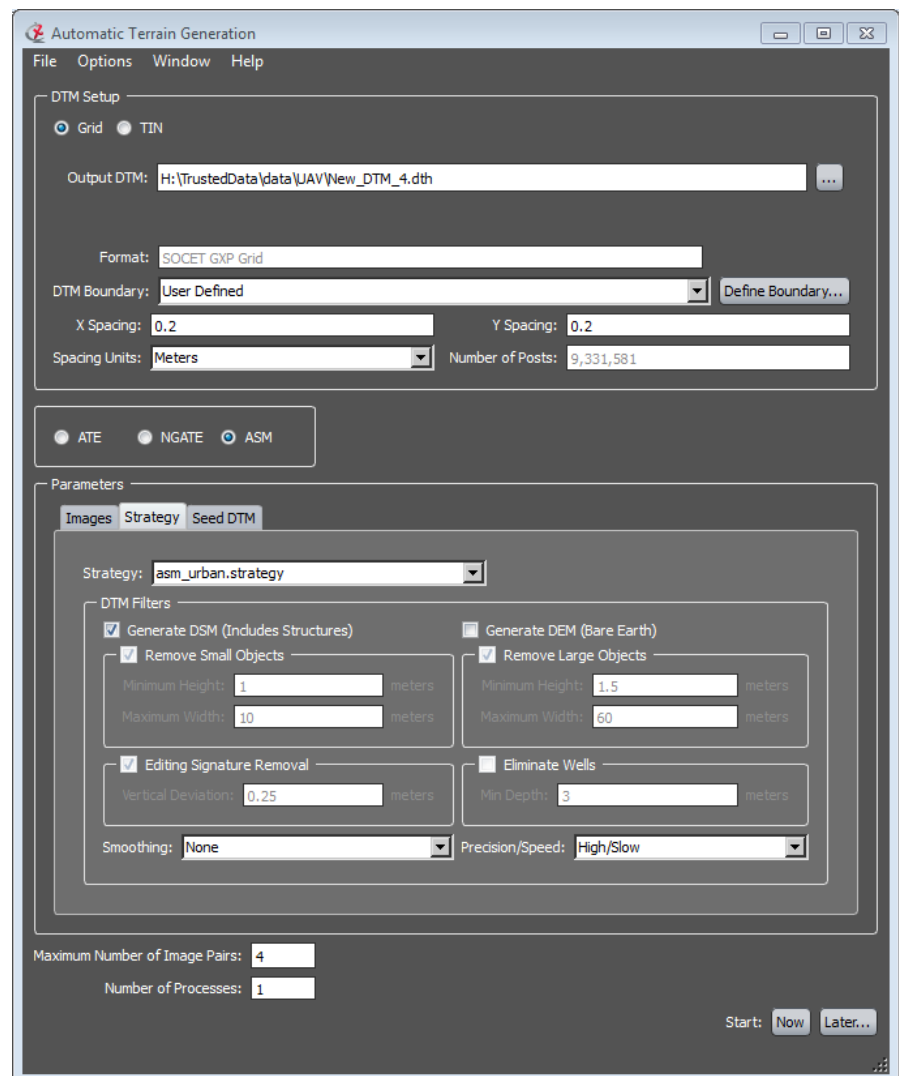 Automatic Terrain Generation
File Options Window Help
DTM Setup
Grid TIN
Output DTM: H:\TrustedData\data\UAV\New_DTM_4.dth ...
Format: SOCET GXP Grid
DTM Boundary: User Defined Define Boundary...
X Spacing: 0.2 Y Spacing: 0.2
Spacing Units: Meters Number of Posts: 9,331,581
ATE NGATE ASM
Parameters
Images Strategy Seed DTM
Strategy: asm_urban.strategy
DTM Filters
Generate DSM (Includes Structures) Generate DEM (Bare Earth)
Remove Small Objects Remove Large Objects
Minimum Height: 1 meters Minimum Height: 1.5 meters
Maximum Width: 10 meters Maximum Width: 60 meters
Editing Signature Removal Eliminate Wells
Vertical Deviation: 0.25 meters Min Depth: 3 meters
Smoothing: None Precision/Speed: High/Slow
Maximum Number of Image Pairs: 4
Number of Processes: 1
Start: Now Later...